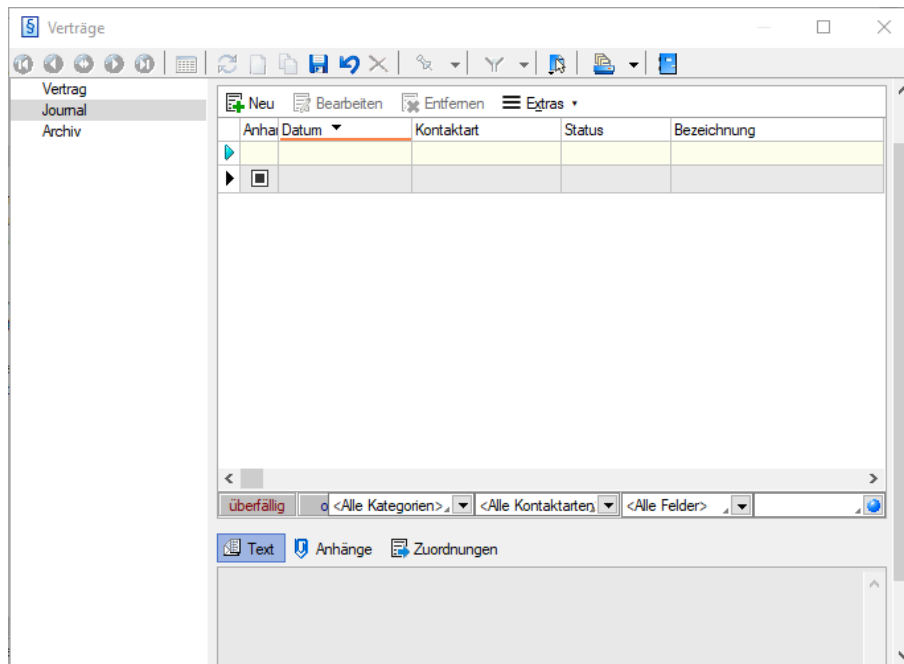 Verträge
Vertrag
Journal
Archiv
Neu Bearbeiten Entfernen Extras
Anha Datum Kontaktart Status Bezeichnung
überfällig o <Alle Kategorien> <Alle Kontaktarten <Alle Felder>
Text Anhänge Zuordnungen